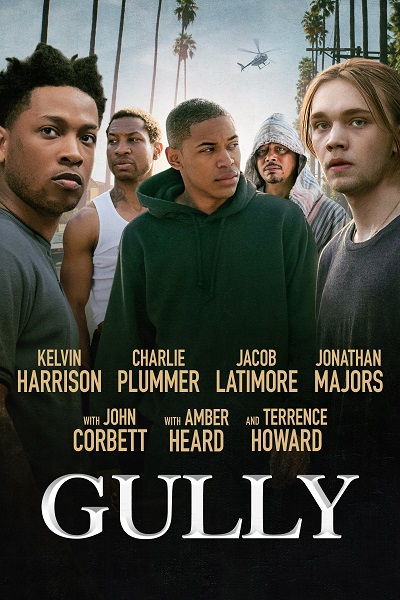 KELVIN CHARLIE JACOB JONATHAN
HARRISON PLUMMER LATIMORE MAJORS
WITH JOHN WITH AMBER AND TERRENCE
CORBETT HEARD HOWARD
GULLY